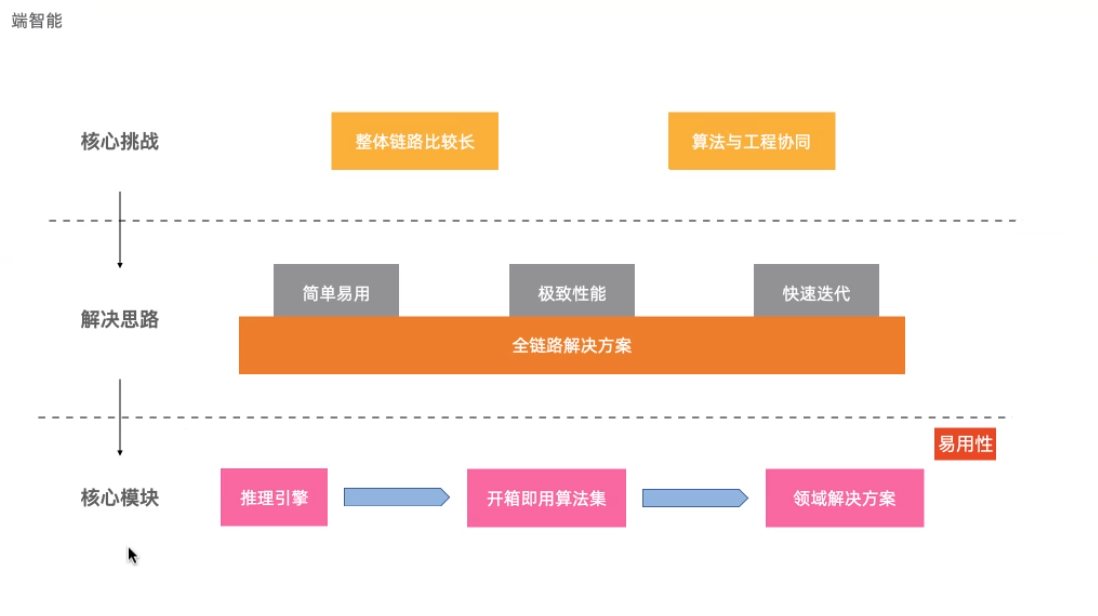 端智能
核心挑战
整体链路比较长
算法与工程协同
简单易用
极致性能
快速迭代
解决思路
全链路解决方案
易用性
核心模块
推理引擎
开箱即用算法集
领域解决方案